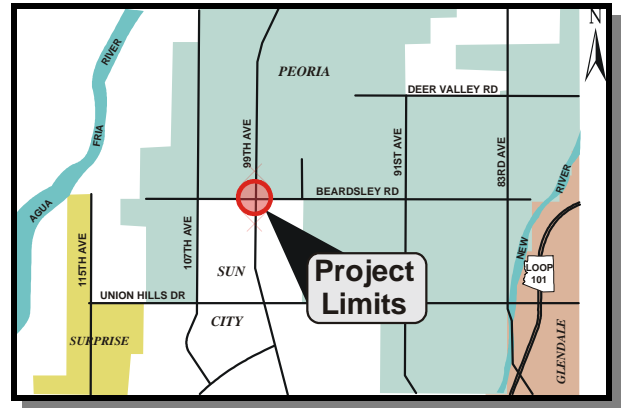 N
RIVER
PEORIA
DEER VALLEY RD
FRIA
99TH AVE
91ST AVE
83RD AVE
AGUA
BEARDSLEY RD
RIVER
115TH AVE
107TH AVE
NEW
SUN
Project
Limits
LOOP
101
UNION HILLS DR
CITY
SURPRISE
GLENDALE